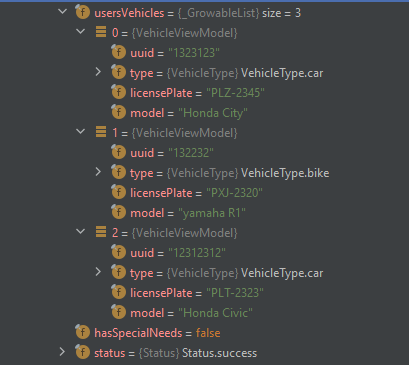 f usersVehicles = {_GrowableList} size = 3
0 = {VehicleViewModel}
f uuid = "1323123"
f type = {VehicleType} VehicleType.car
f licensePlate = "PLZ-2345"
f model = "Honda City"
1 = {VehicleViewModel}
f uuid = "132232"
f type = {VehicleType} VehicleType.bike
f licensePlate = "PXJ-2320"
f model = "yamaha R1"
2 = {VehicleViewModel}
f uuid = "12312312"
f type = {VehicleType} VehicleType.car
f licensePlate = "PLT-2323"
f model = "Honda Civic"
f hasSpecialNeeds = false
f status = {Status} Status.success